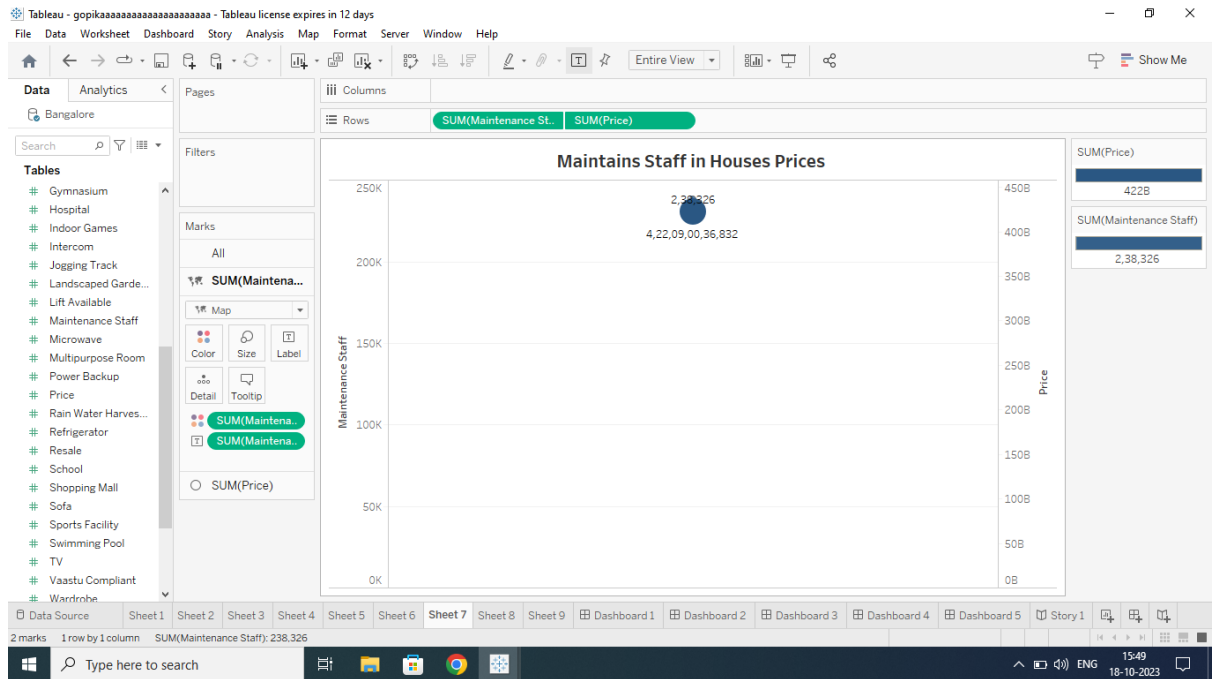 Tableau - gopikaaaaaaaaaaaaaaaaaaaaa - Tableau license expires in 12 days
File Data Worksheet Dashboard Story Analysis Map Format Server Window Help
Entire View
Show Me
Data Analytics
Bangalore
Search
Tables
Gymnasium
Hospital
Indoor Games
Intercom
Jogging Track
Landscaped Garde...
Lift Available
Maintenance Staff
Microwave
Multipurpose Room
Power Backup
Price
Rain Water Harves...
Refrigerator
Resale
School
Shopping Mall
Sofa
Sports Facility
Swimming Pool
TV
Vaastu Compliant
Wardrobe
Pages
Filters
Marks
All
SUM(Maintena...
Map
Color Size Label
Detail Tooltip
SUM(Maintena..
SUM(Maintena..
SUM(Price)
Columns
Rows SUM(Maintenance St.. SUM(Price)
Maintains Staff in Houses Prices
Maintenance Staff
250K
200K
150K
100K
50K
0K
2,38,326
4,22,09,00,36,832
450B
400B
350B
300B
250B
200B
150B
100B
50B
0B
Price
SUM(Price)
422B
SUM(Maintenance Staff)
2,38,326
Data Source Sheet 1 Sheet 2 Sheet 3 Sheet 4 Sheet 5 Sheet 6 Sheet 7 Sheet 8 Sheet 9 Dashboard 1 Dashboard 2 Dashboard 3 Dashboard 4 Dashboard 5 Story 1
2 marks 1 row by 1 column SUM(Maintenance Staff): 238,326
Type here to search
ENG
15:49
18-10-2023